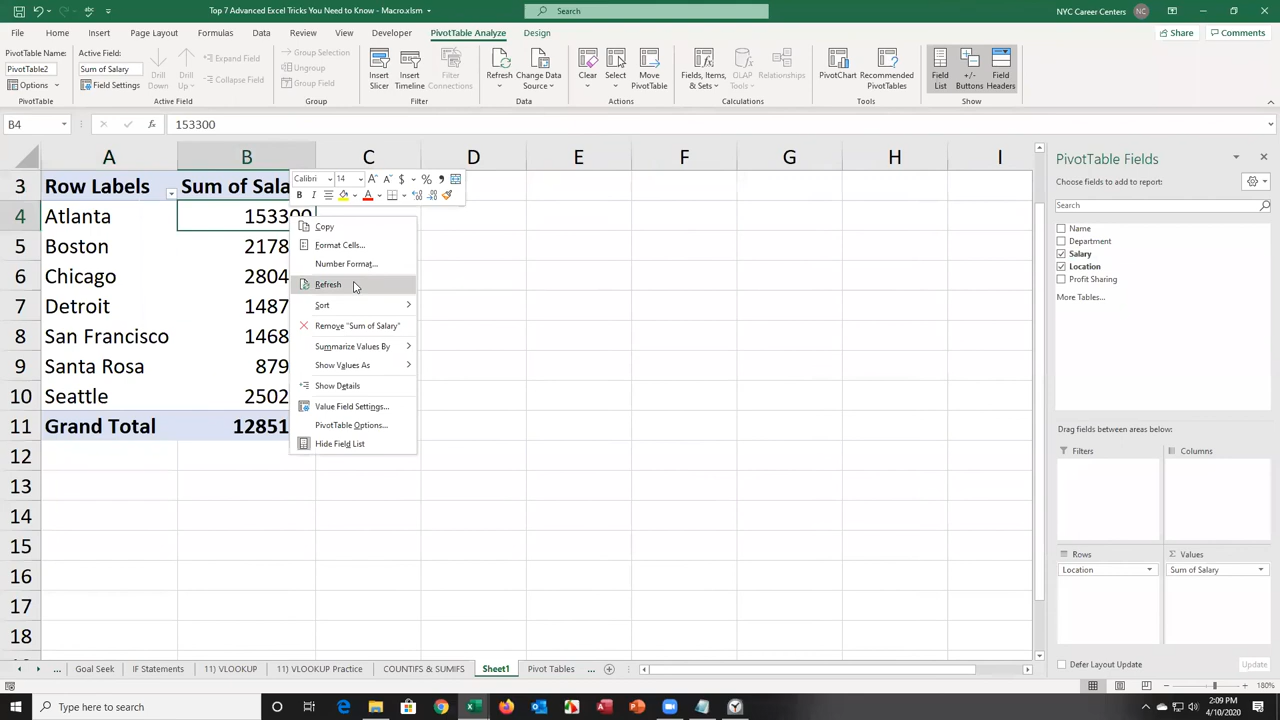 Top 7 Advanced Excel Tricks You Need to Know - Macro.xlsm
Search
NYC Career Centers
NC
File Home Insert Page Layout Formulas Data Review View Developer PivotTable Analyze Design
Share Comments
PivotTable Name:
PivotTable2
Options
PivotTable
Active Field:
Sum of Salary
Field Settings
Drill Down
Drill Up
Expand Field
Collapse Field
Active Field
Group Selection
Ungroup
Group Field
Group
Insert Slicer
Insert Timeline
Filter Connections
Filter
Refresh
Change Data Source
Data
Clear
Select
Move PivotTable
Actions
Fields, Items, & Sets
OLAP Tools
Relationships
Calculations
PivotChart
Recommended PivotTables
Tools
Field List
+/- Buttons
Field Headers
Show
B4
fx
153300
A B C D E F G H I
3 Row Labels Sum of Sala
4 Atlanta 153300
5 Boston 2178
6 Chicago 2804
7 Detroit 1487
8 San Francisco 1468
9 Santa Rosa 879
10 Seattle 2502
11 Grand Total 12851
12
13
14
15
16
17
18
Calibri 14 A A $ % ,
B I A
Copy
Format Cells...
Number Format...
Refresh
Sort
Remove "Sum of Salary"
Summarize Values By
Show Values As
Show Details
Value Field Settings...
PivotTable Options...
Hide Field List
PivotTable Fields
Choose fields to add to report:
Search
Name
Department
Salary
Location
Profit Sharing
More Tables...
Drag fields between areas below:
Filters
Columns
Rows
Location
Σ Values
Sum of Salary
Defer Layout Update
Update
... Goal Seek IF Statements 11) VLOOKUP 11) VLOOKUP Practice COUNTIFS & SUMIFS Sheet1 Pivot Tables ...
180%
Type here to search
2:09 PM
4/10/2020